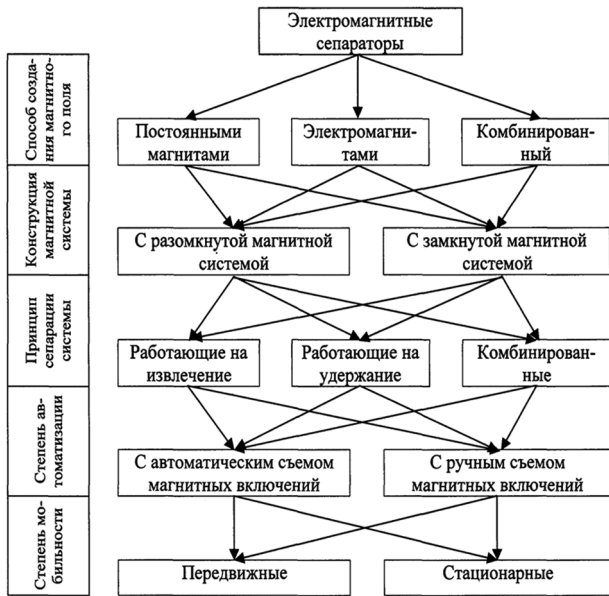 Электромагнитные
сепараторы
Способ созда-
ния магнитно-
го поля
Постоянными
магнитами
Электромагни-
тами
Комбинирован-
ный
Конструкция
магнитной
системы
С разомкнутой магнитной
системой
С замкнутой магнитной
системой
Принцип
сепарации
системы
Работающие на
извлечение
Работающие на
удержание
Комбинирован-
ные
Степень ав-
томатизации
С автоматическим съемом
магнитных включений
С ручным съемом
магнитных включений
Степень мо-
бильности
Передвижные
Стационарные